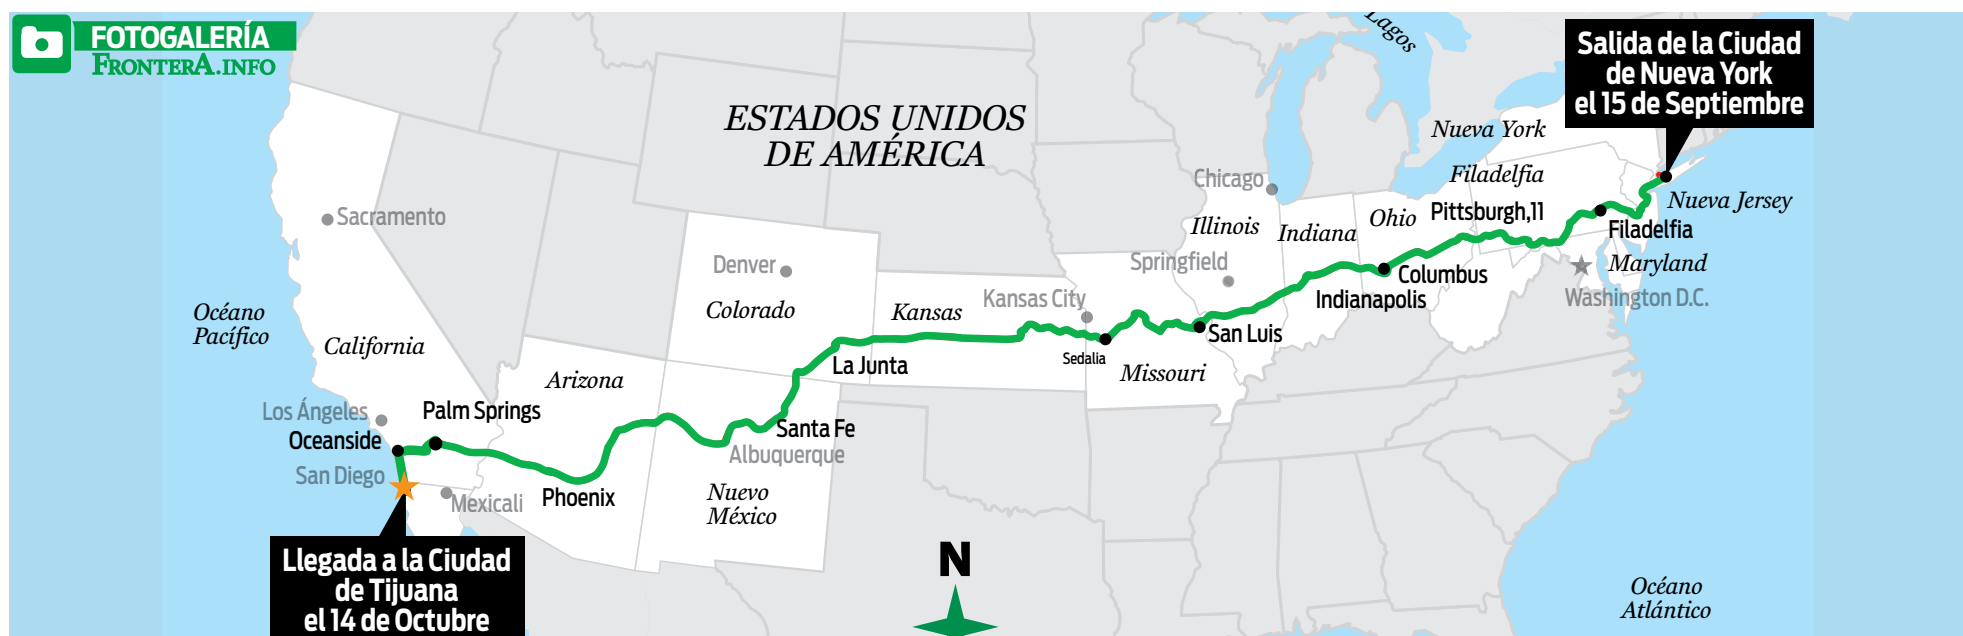 FOTOGALERÍA
FRONTERA.INFO
Lagos
Salida de la Ciudad
de Nueva York
el 15 de Septiembre
ESTADOS UNIDOS
DE AMÉRICA
Nueva York
Filadelfia
Chicago
Nueva Jersey
Pittsburgh,11
Sacramento
Illinois
Indiana
Ohio
Filadelfia
Denver
Springfield
Maryland
Columbus
Colorado
Kansas City
Indianapolis
Washington D.C.
Océano
Pacífico
Kansas
California
San Luis
Sedalia
La Junta
Missouri
Arizona
Los Ángeles
Palm Springs
Oceanside
Santa Fe
Albuquerque
San Diego
Mexicali
Phoenix
Nuevo
México
Llegada a la Ciudad
de Tijuana
el 14 de Octubre
N
Océano
Atlántico